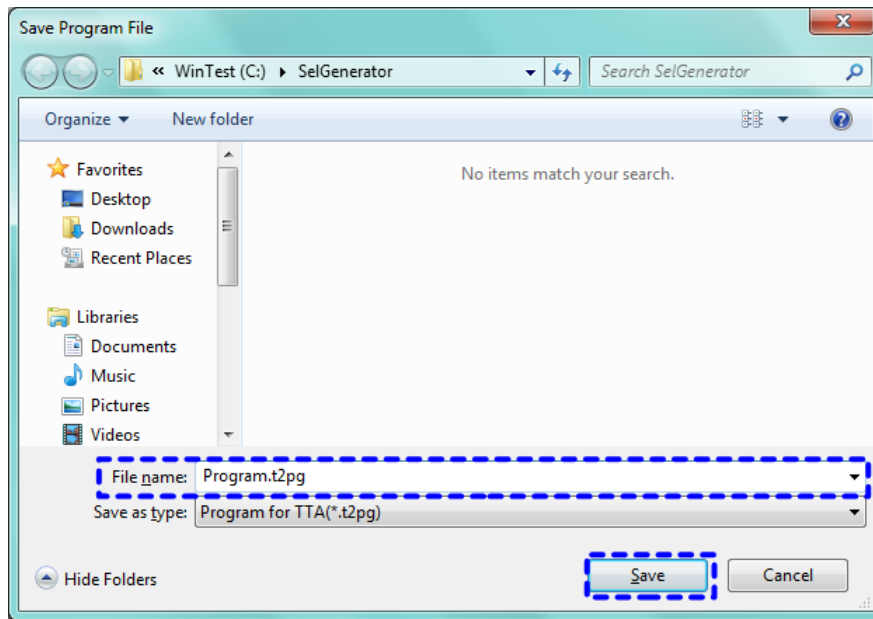 Save Program File
« WinTest (C:) SelGenerator
Search SelGenerator
Organize New folder
No items match your search.
Favorites
Desktop
Downloads
Recent Places
Libraries
Documents
Music
Pictures
Videos
File name: Program.t2pg
Save as type: Program for TTA(*.t2pg)
Hide Folders Save Cancel